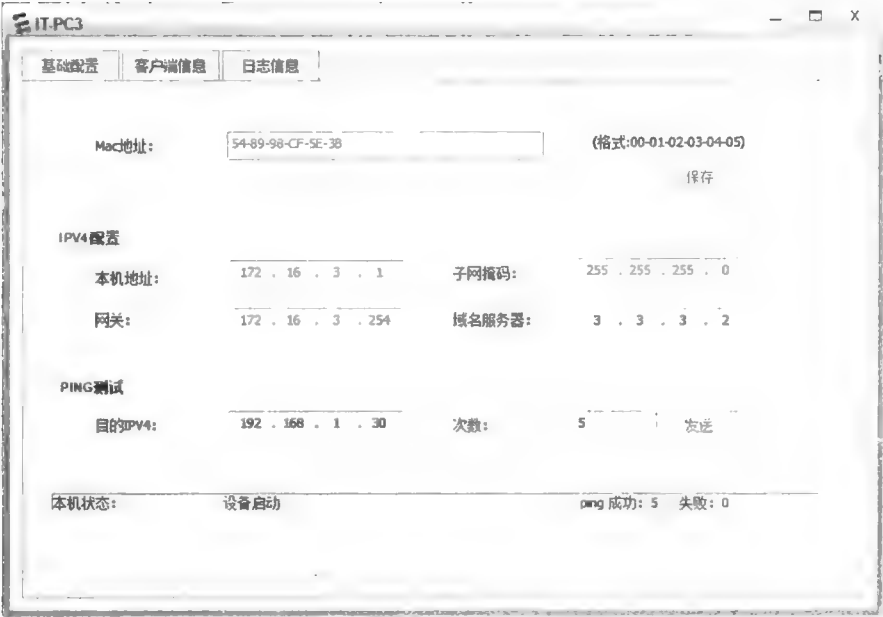 IT-PC3
基础配置 客户端信息 日志信息
Mac地址: 54-89-98-CF-5E-3B (格式:00-01-02-03-04-05)
保存
IPV4配置
本机地址: 172 . 16 . 3 . 1 子网掩码: 255 . 255 . 255 . 0
网关: 172 . 16 . 3 . 254 域名服务器: 3 . 3 . 3 . 2
PING测试
目的IPV4: 192 . 168 . 1 . 30 次数: 5 发送
本机状态: 设备启动 ping 成功: 5 失败: 0